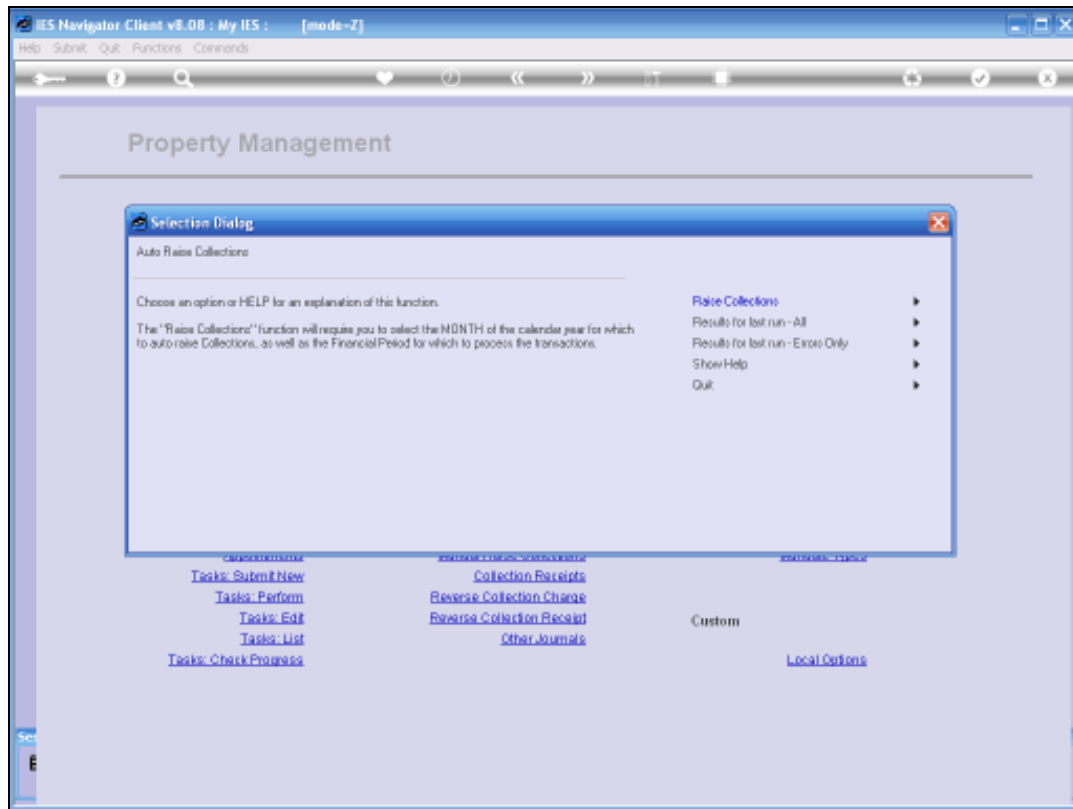 IES Navigator Client v8.08 : My IES : [mode=Z]
Help Submit Quit Functions Commands
Property Management
Selection Dialog
Auto Raise Collections
Choose an option or HELP for an explanation of this function.
The "Raise Collections" function will require you to select the MONTH of the calendar year for which
to auto raise Collections, as well as the Financial Period for which to process the transactions.
Raise Collections
Results for last run - All
Results for last run - Errors Only
Show Help
Quit
Tasks: Submit New
Tasks: Perform
Tasks: Edit
Tasks: List
Tasks: Check Progress
Collection Receipts
Reverse Collection Charge
Reverse Collection Receipt
Other Journals
Custom
Local Options
Ses